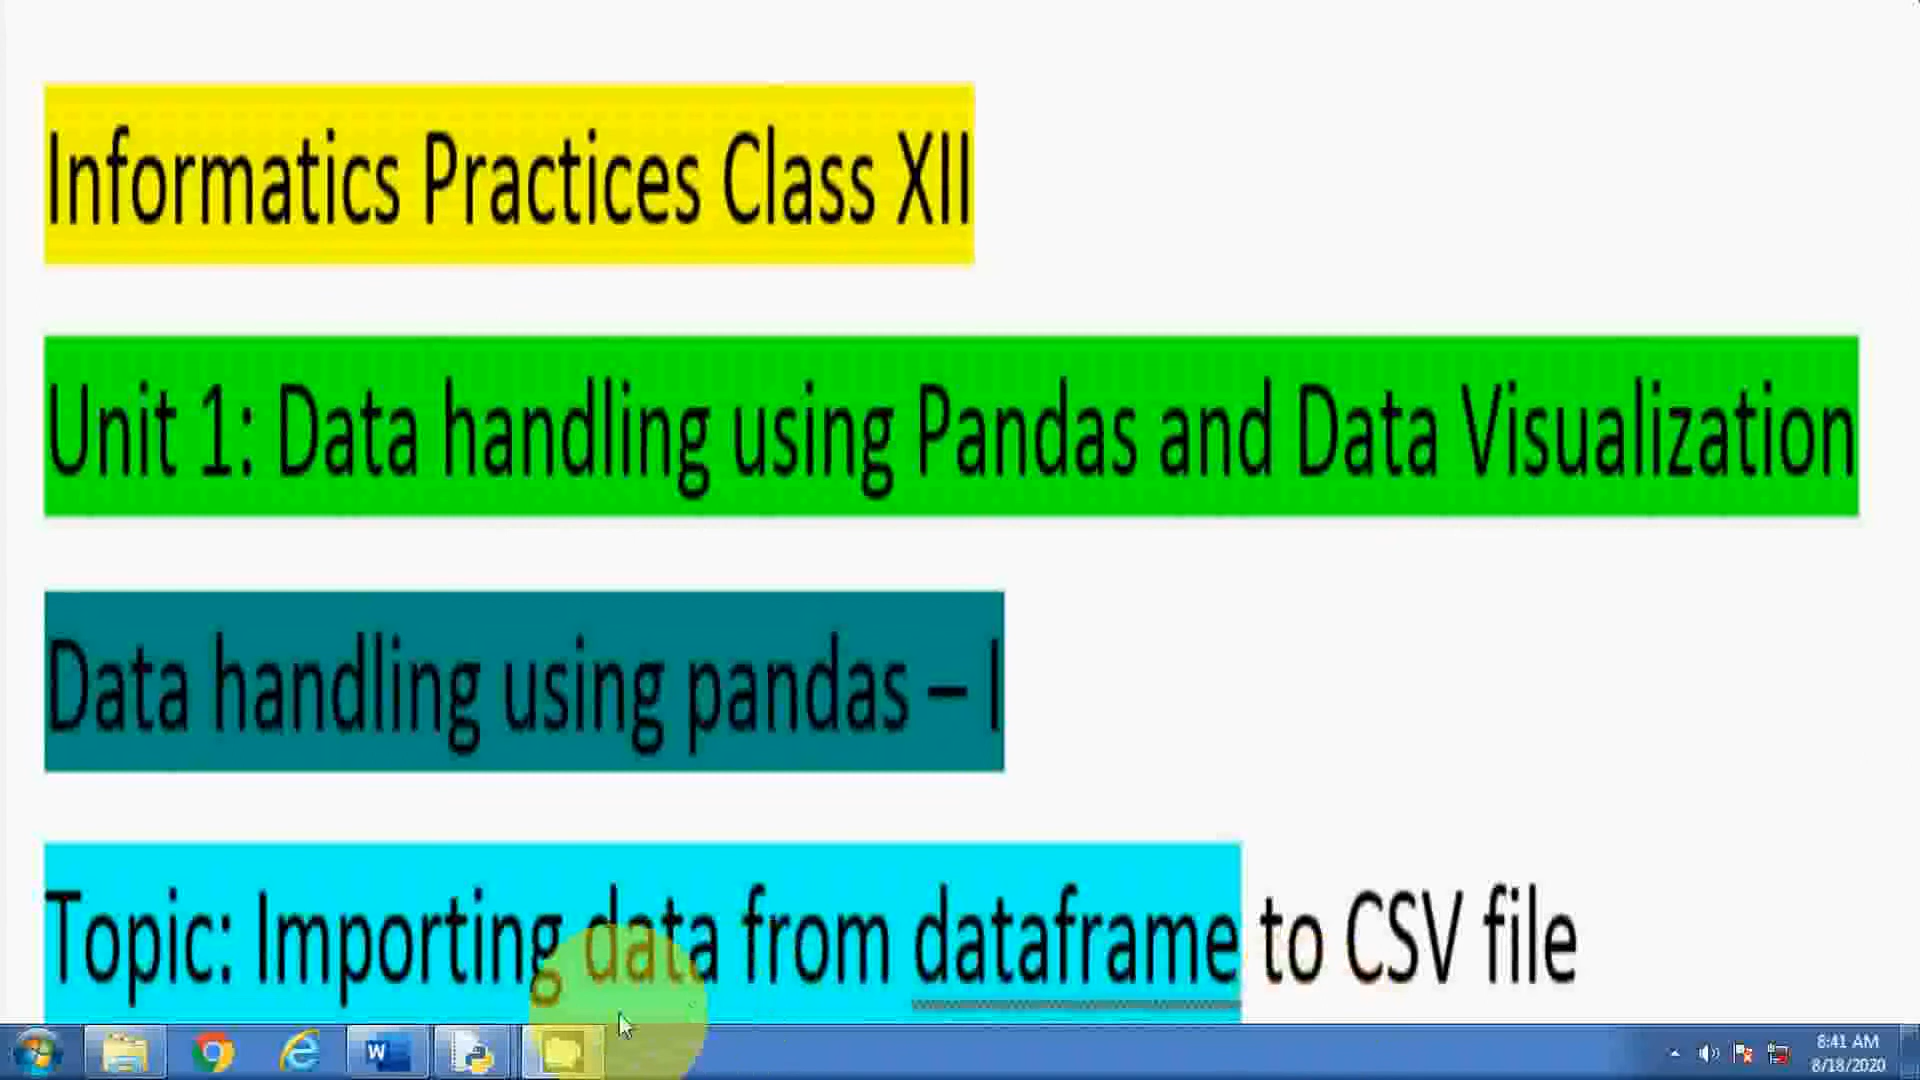 Informatics Practices Class XII
Unit 1: Data handling using Pandas and Data Visualization
Data handling using pandas – I
Topic: Importing data from dataframe to CSV file
W
8:41 AM
8/18/2020